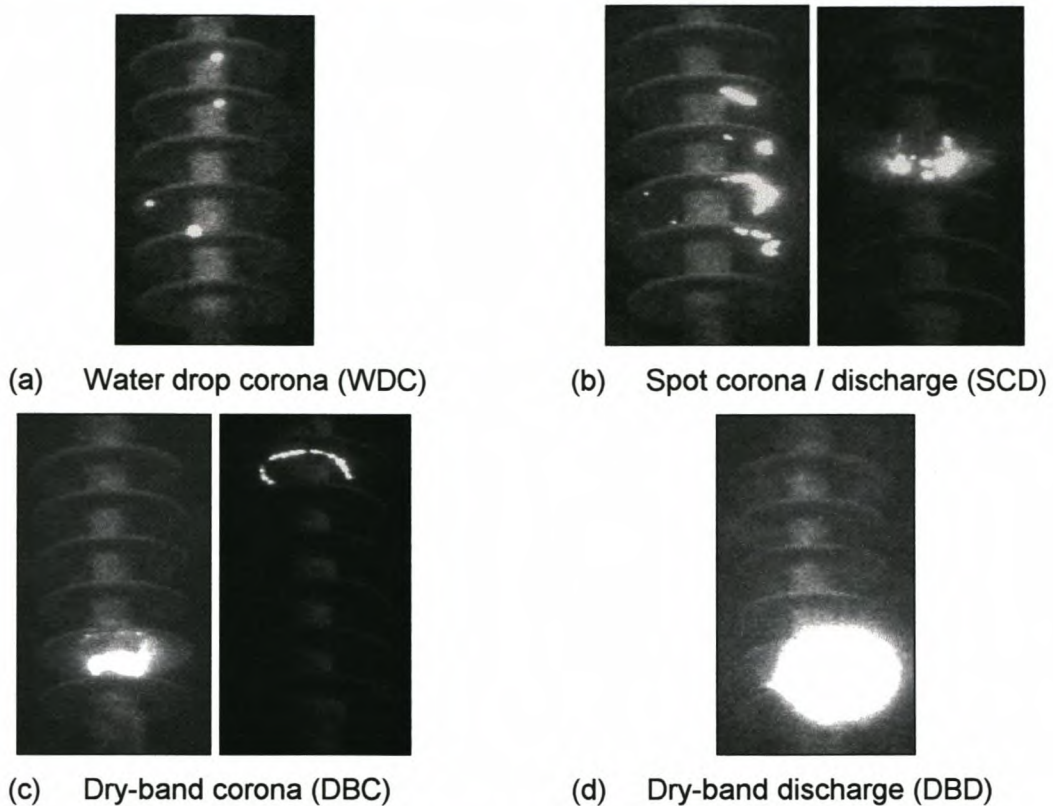 (a) Water drop corona (WDC)
(b) Spot corona / discharge (SCD)
(c) Dry-band corona (DBC)
(d) Dry-band discharge (DBD)